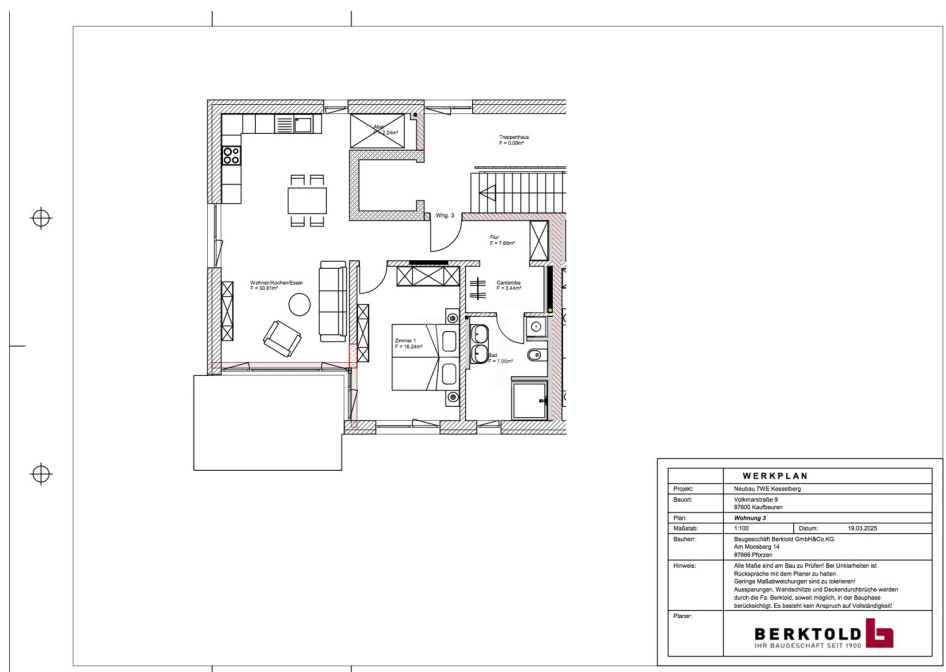 Abst.
F = 2.24m²
Treppenhaus
F = 0.09m²
Whg. 3
Flur
F = 7.60m²
Wohnen/Kochen/Essen
F = 30.81m²
Garderobe
F = 3.44m²
Zimmer 1
F = 16.24m²
Bad
F = 7.95m²
WERKPLAN
Projekt: Neubau 7WE Kesselberg
Bauort: Volkmarstraße 9
87600 Kaufbeuren
Plan: Wohnung 3
Maßstab: 1:100 Datum: 19.03.2025
Bauherr: Baugescchäft Berktold GmbH&Co.KG
Am Moosberg 14
87666 Pforzen
Hinweis: Alle Maße sind am Bau zu Prüfen! Bei Unklarheiten ist
Rücksprache mit dem Planer zu halten.
Geringe Maßabweichungen sind zu tolerieren!
Aussparungen, Wandschlitze und Deckendurchbrüche werden
durch die Fa. Berktold, soweit möglich, in der Bauphase
berücksichtigt. Es besteht kein Anspruch auf Vollständigkeit!
Planer:
BERKTOLD
IHR BAUGESCHÄFT SEIT 1900